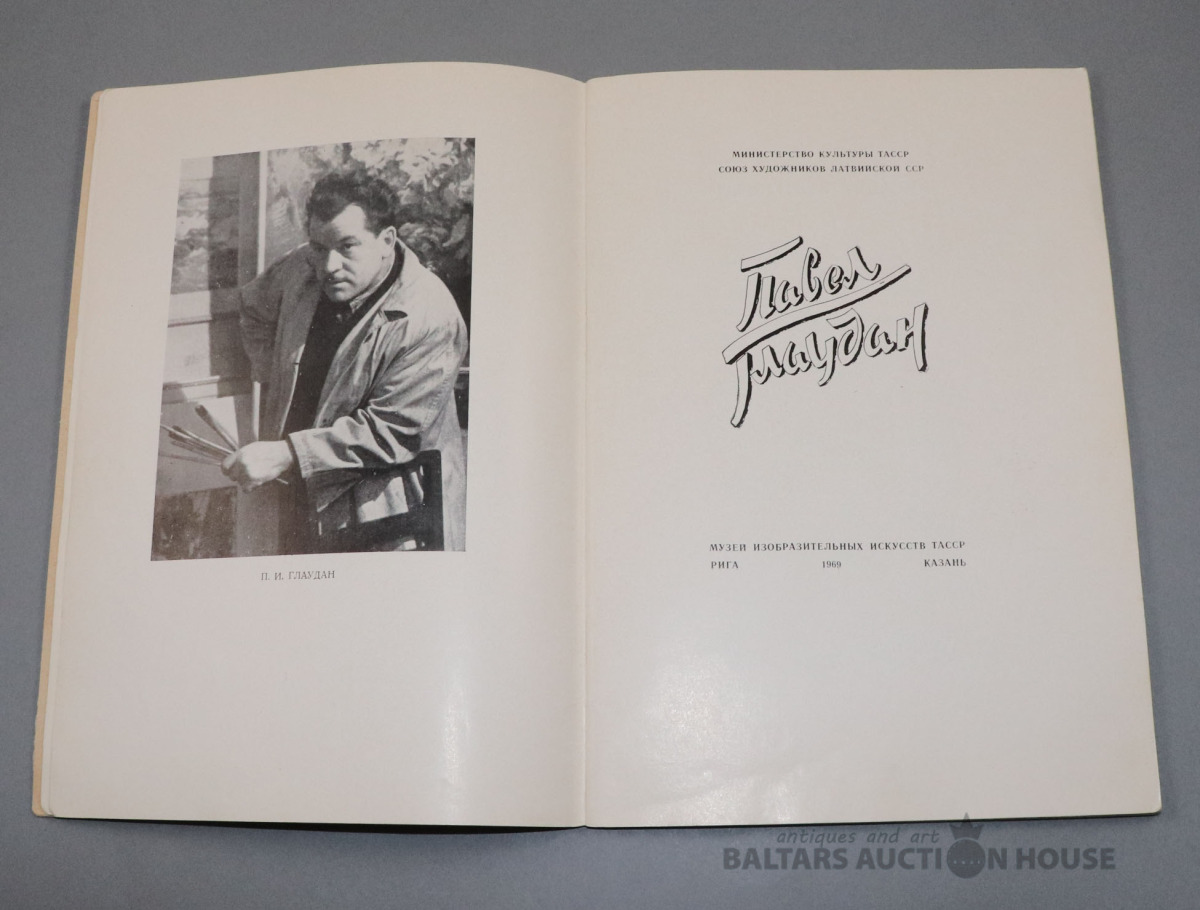 П. И. ГЛАУДАН
МИНИСТЕРСТВО КУЛЬТУРЫ ТАССР
СОЮЗ ХУДОЖНИКОВ ЛАТВИЙСКОЙ ССР
Павел
Глаудан
МУЗЕЙ ИЗОБРАЗИТЕЛЬНЫХ ИСКУССТВ ТАССР
РИГА 1969 КАЗАНЬ
antiques and art
BALTARS AUCTION HOUSE